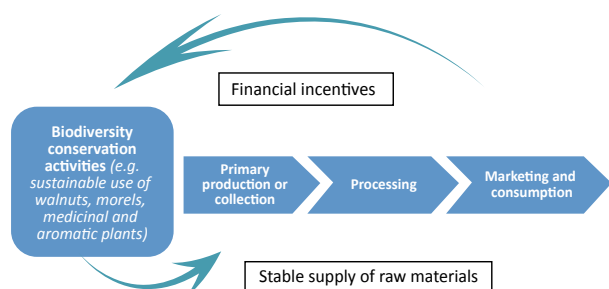 Financial incentives
Biodiversity
conservation
activities (e.g.
sustainable use of
walnuts, morels,
medicinal and
aromatic plants)
Primary
production or
collection
Processing
Marketing and
consumption
Stable supply of raw materials